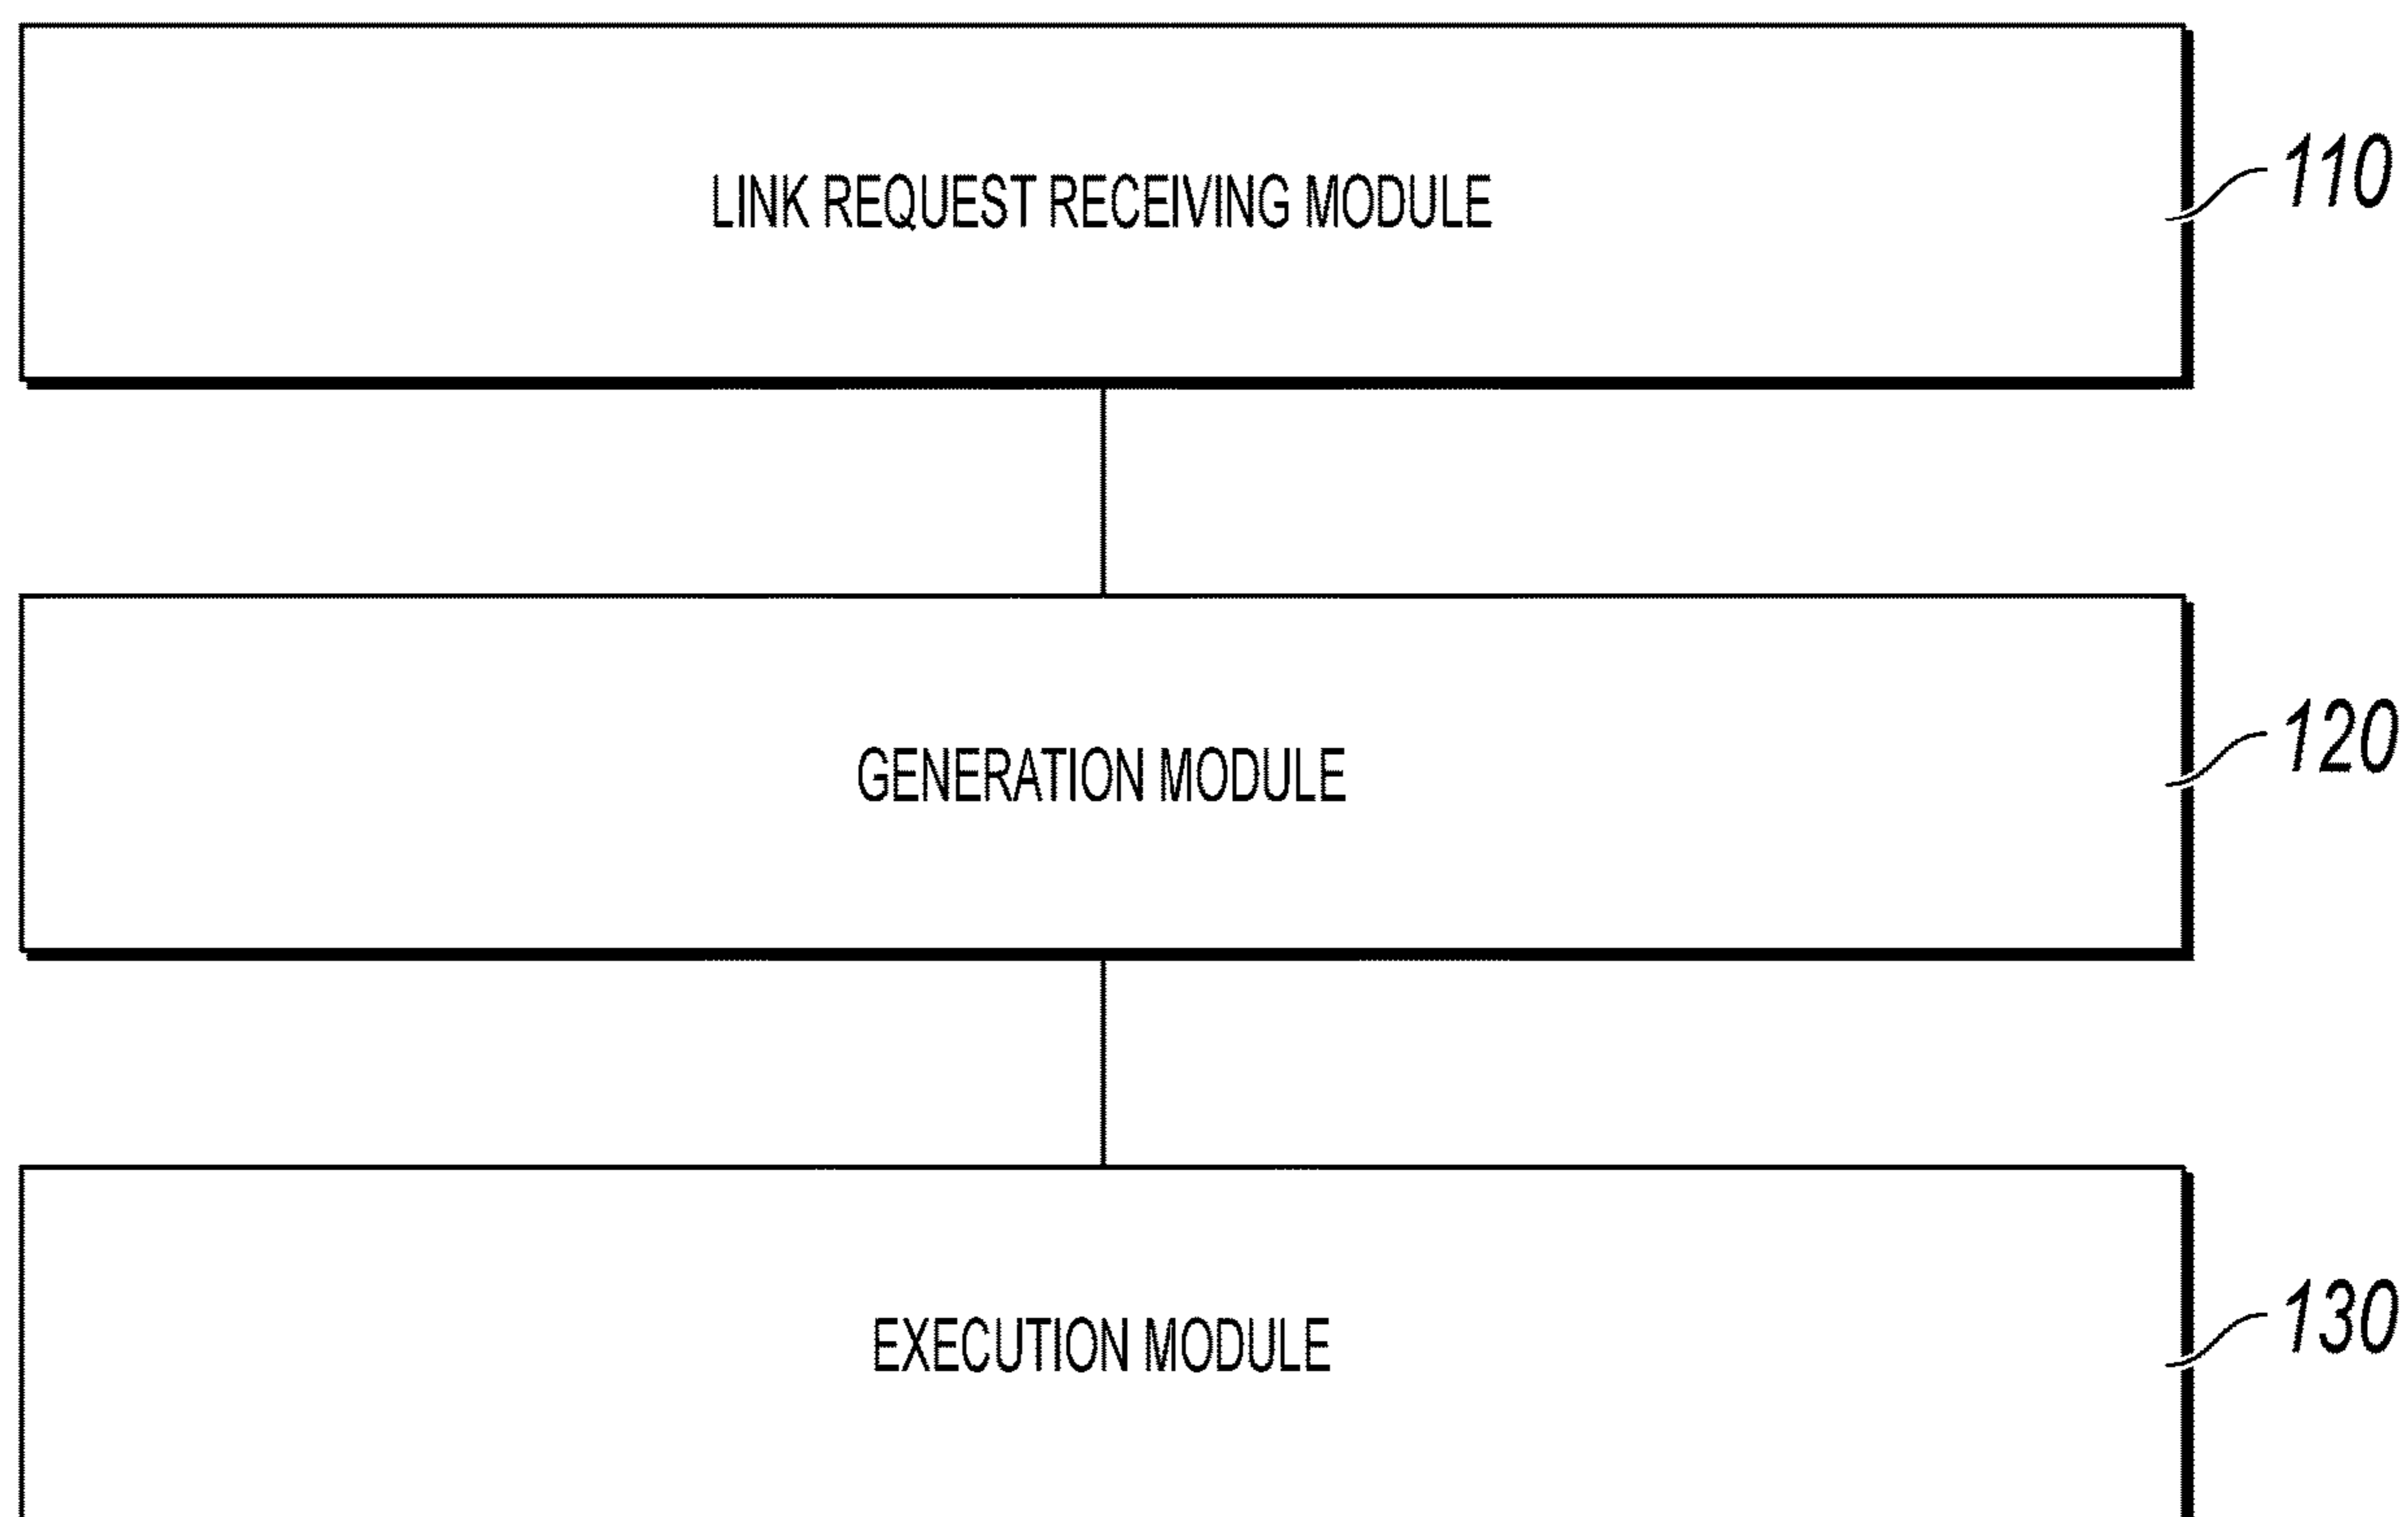 LINK REQUEST RECEIVING MODULE
110
GENERATION MODULE
120
EXECUTION MODULE
130